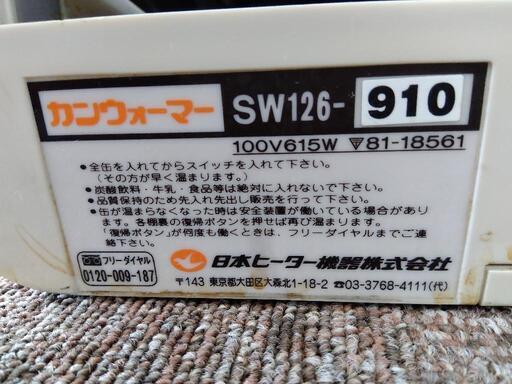 カンウォーマー SW126-910
100V615W ▽81-18561
●全缶を入れてからスイッチを入れて下さい。
(その方が早く温まります。)
●炭酸飲料・牛乳・食品等は絶対に入れないで下さい。
●品質保持のため先入れ先出し販売を行って下さい。
●缶が温まらなくなった時は安全装置が働いている場合があり
ます。各棚裏の復帰ボタンを押せば再び温まります。
「復帰ボタン」が何度も働くときは、フリーダイヤルまでご連
絡下さい。
フリーダイヤル
0120-009-187
日本ヒーター機器株式会社
〒143 東京都大田区大森北1-18-2 ☎03-3768-4111(代)